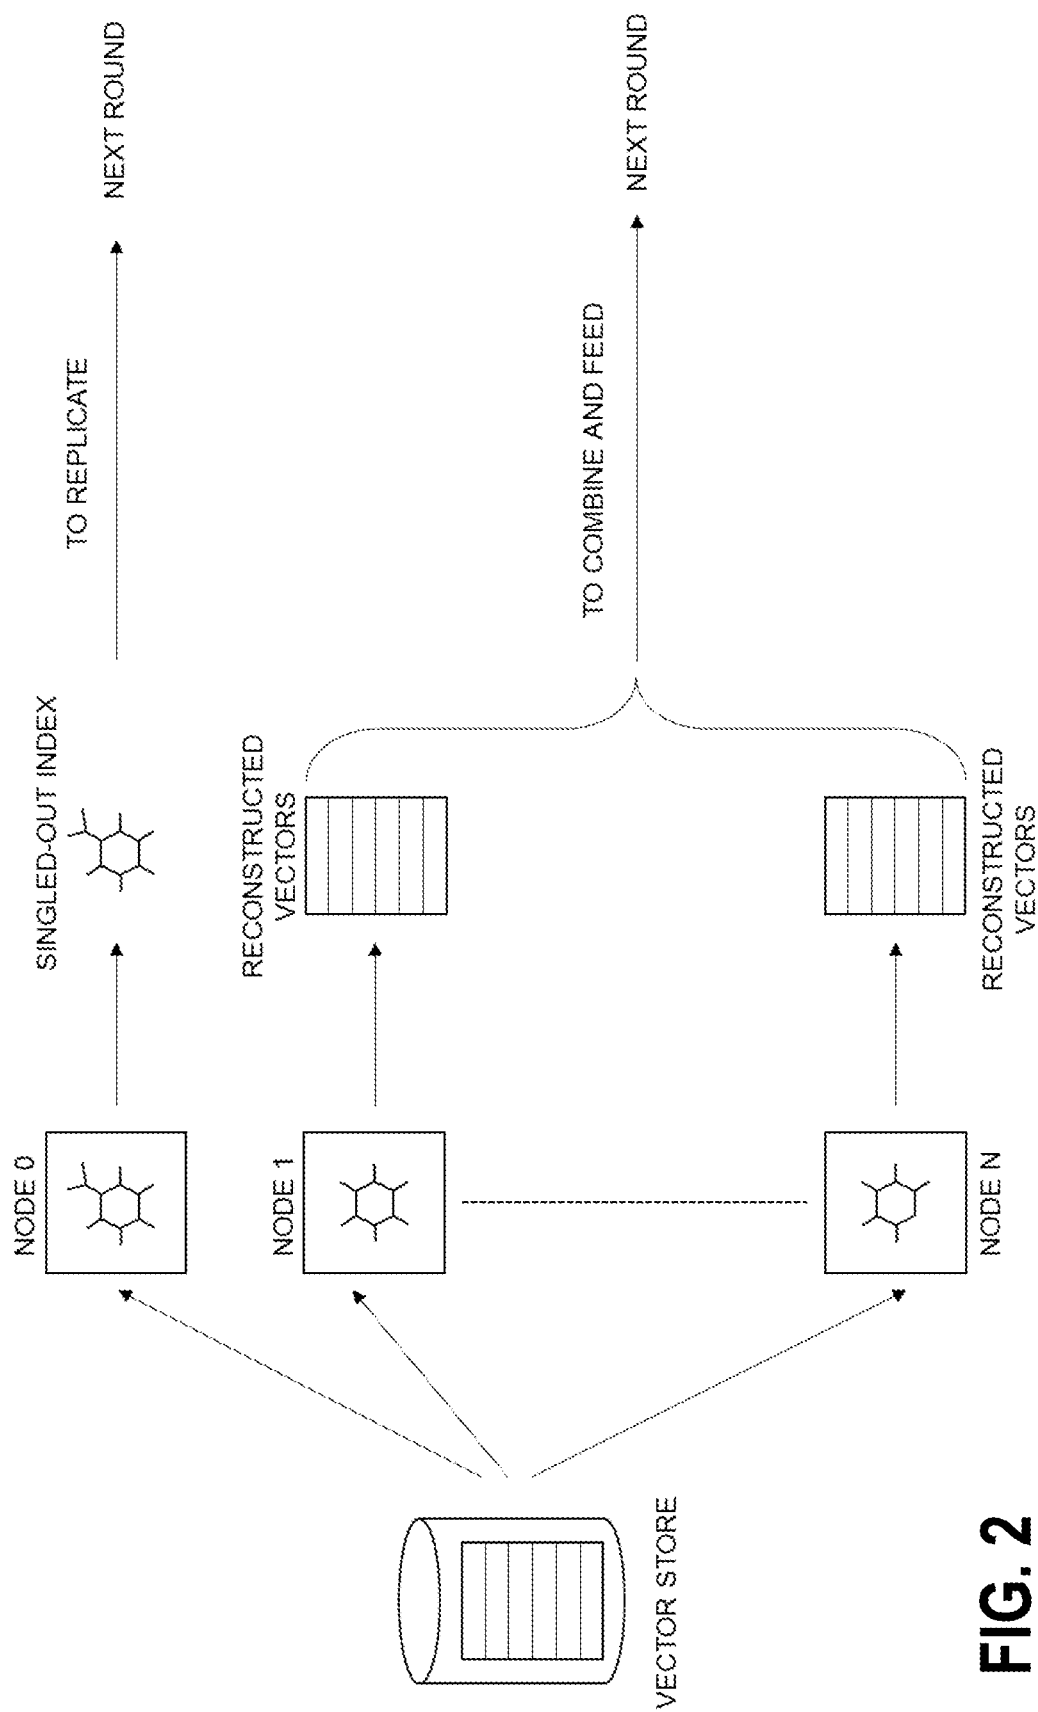 VECTOR STORE
NODE 0
NODE 1
NODE N
SINGLED-OUT INDEX
RECONSTRUCTED
VECTORS
RECONSTRUCTED
VECTORS
TO REPLICATE
NEXT ROUND
TO COMBINE AND FEED
NEXT ROUND
FIG. 2